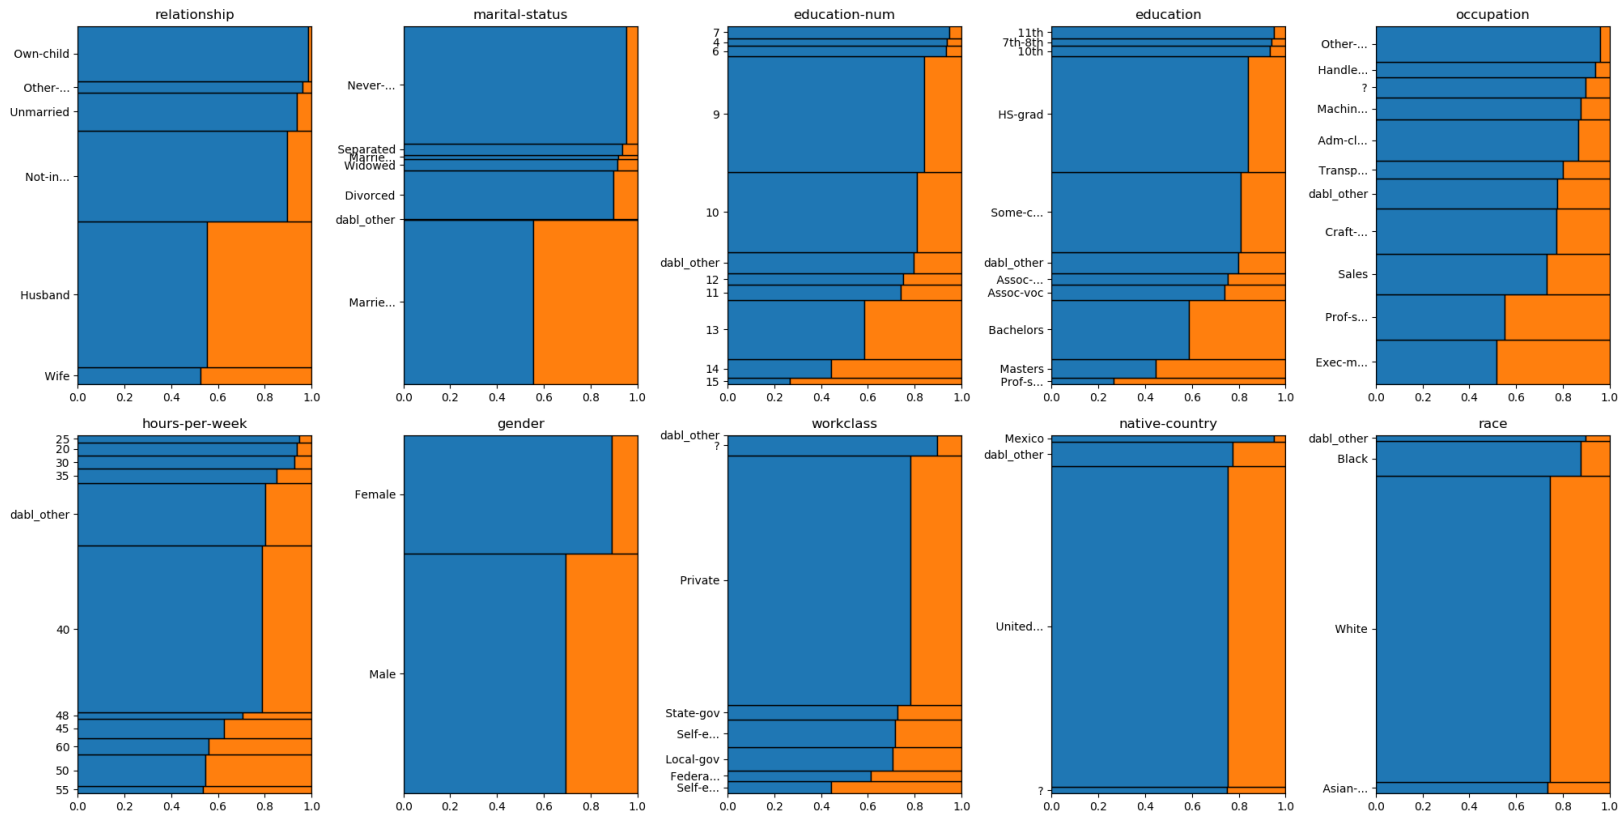 relationship
Own-child
Other-...
Unmarried
Not-in...
Husband
Wife
0.0 0.2 0.4 0.6 0.8 1.0
marital-status
Never-...
Separated
Marrie...
Widowed
Divorced
dabl_other
Marrie...
0.0 0.2 0.4 0.6 0.8 1.0
education-num
7
4
6
9
10
dabl_other
12
11
13
14
15
0.0 0.2 0.4 0.6 0.8 1.0
education
11th
7th-8th
10th
HS-grad
Some-c...
dabl_other
Assoc-...
Assoc-voc
Bachelors
Masters
Prof-s...
0.0 0.2 0.4 0.6 0.8 1.0
occupation
Other-...
Handle...
?
Machin...
Adm-cl...
Transp...
dabl_other
Craft-...
Sales
Prof-s...
Exec-m...
0.0 0.2 0.4 0.6 0.8 1.0
hours-per-week
25
20
30
35
dabl_other
40
48
45
60
50
55
0.0 0.2 0.4 0.6 0.8 1.0
gender
Female
Male
0.0 0.2 0.4 0.6 0.8 1.0
workclass
dabl_other
?
Private
State-gov
Self-e...
Local-gov
Federa...
Self-e...
0.0 0.2 0.4 0.6 0.8 1.0
native-country
Mexico
dabl_other
United...
?
0.0 0.2 0.4 0.6 0.8 1.0
race
dabl_other
Black
White
Asian-...
0.0 0.2 0.4 0.6 0.8 1.0